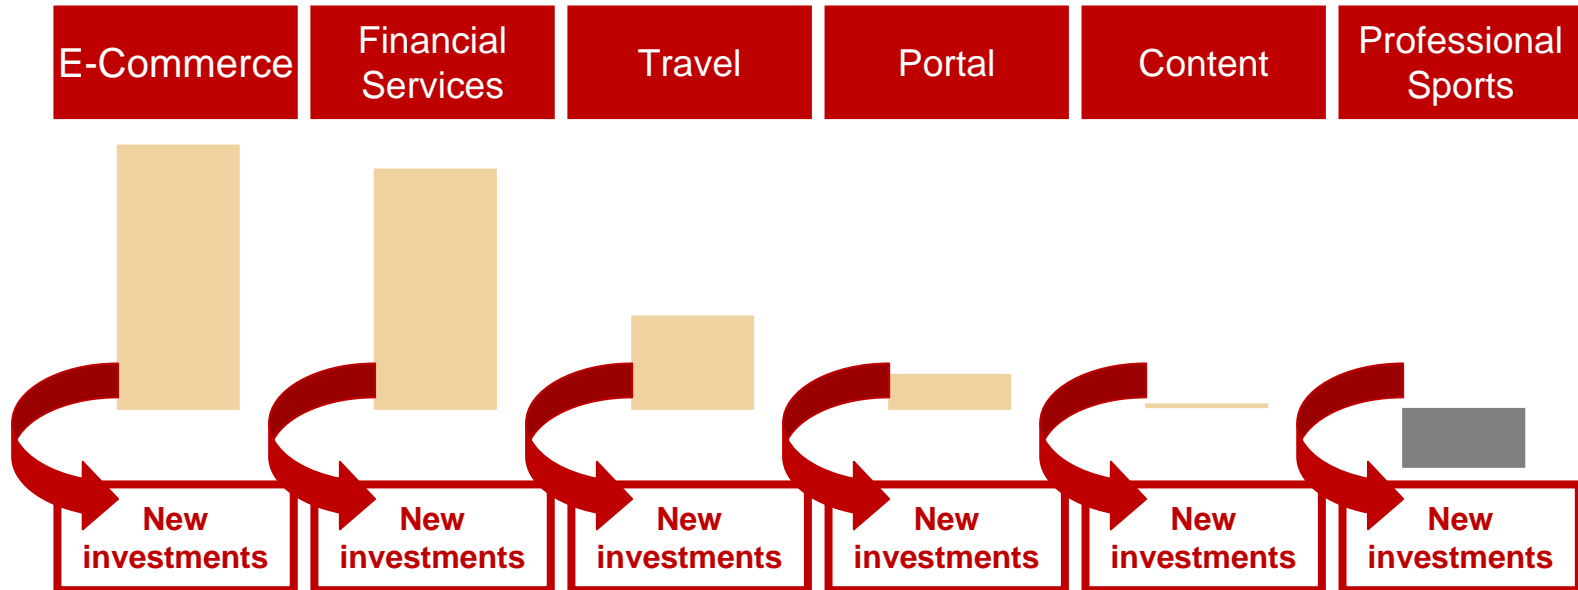 E-Commerce
Financial
Services
Travel
Portal
Content
Professional
Sports
New
investments
New
investments
New
investments
New
investments
New
investments
New
investments